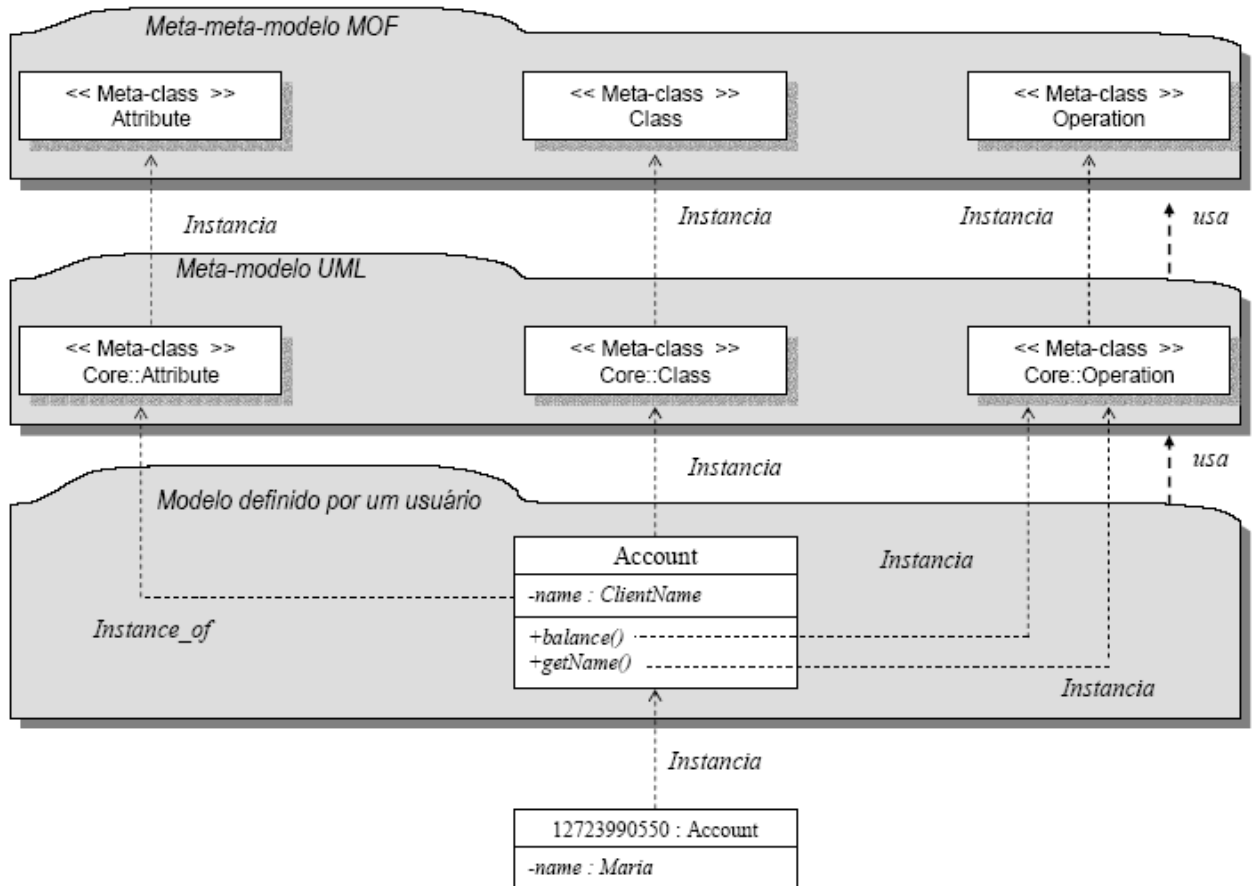 Meta-meta-modelo MOF
<< Meta-class >>
Attribute
<< Meta-class >>
Class
<< Meta-class >>
Operation
Instancia
Instancia
Instancia
usa
Meta-modelo UML
<< Meta-class >>
Core::Attribute
<< Meta-class >>
Core::Class
<< Meta-class >>
Core::Operation
Instancia
usa
Modelo definido por um usuário
Account
-name : ClientName
+balance()
+getName()
Instancia
Instance_of
Instancia
Instancia
12723990550 : Account
-name : Maria